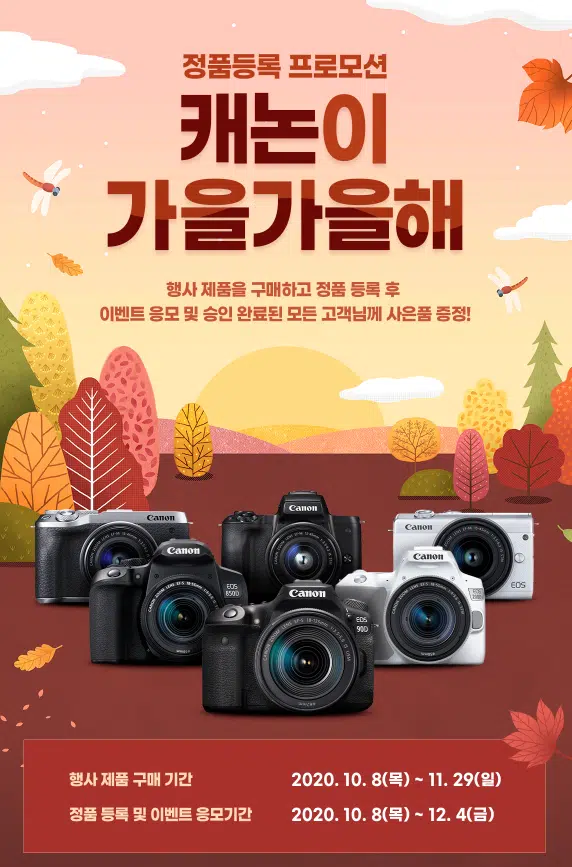 정품등록 프로모션
캐논이
가을가을해
행사 제품을 구매하고 정품 등록 후
이벤트 응모 및 승인 완료된 모든 고객님께 사은품 증정!
Canon
Canon
Canon
Canon
EOS
850D
Canon
EOS
90D
Canon
EOS
행사 제품 구매 기간 2020. 10. 8(목) ~ 11. 29(일)
정품 등록 및 이벤트 응모기간 2020. 10. 8(목) ~ 12. 4(금)